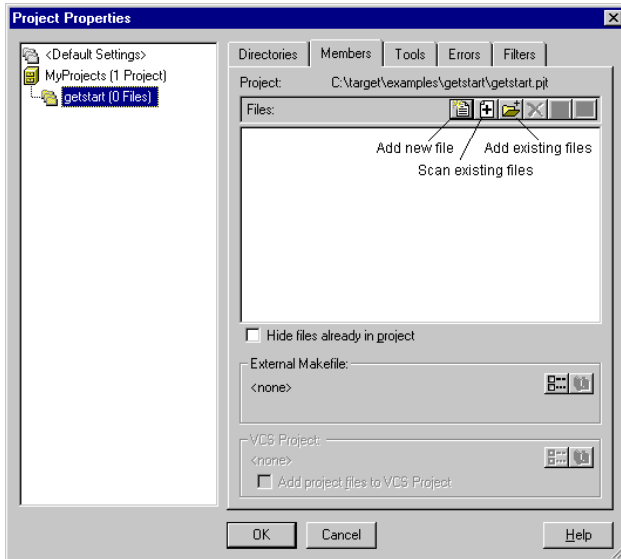 Project Properties
<Default Settings>
MyProjects (1 Project)
getstart (0 Files)
Directories
Members
Tools
Errors
Filters
Project: C:\target\examples\getstart\getstart.pjt
Files:
Add new file
Add existing files
Scan existing files
Hide files already in project
External Makefile:
<none>
VCS Project:
<none>
Add project files to VCS Project
OK
Cancel
Help